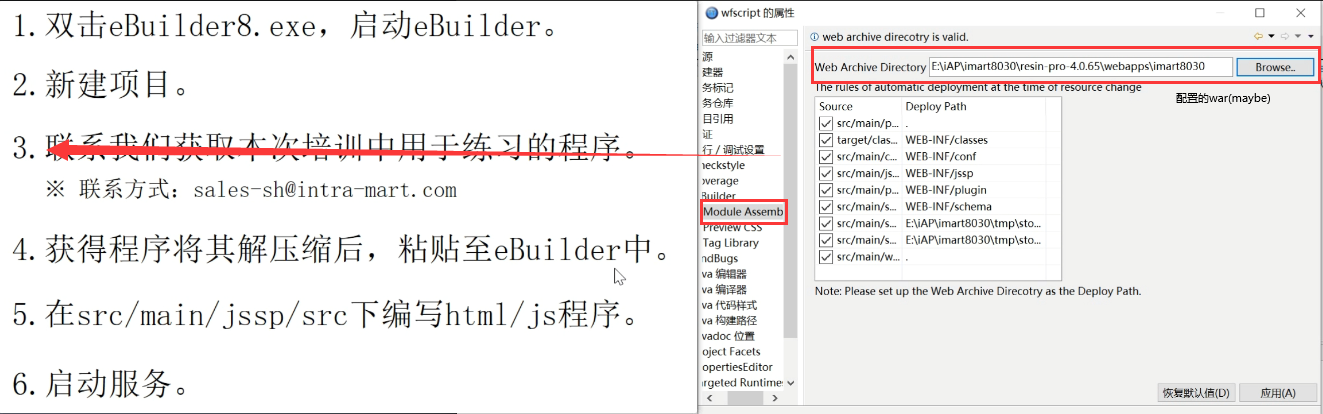 1.双击eBuilder8.exe，启动eBuilder。
2.新建项目。
3.联系我们获取本次培训中用于练习的程序。
※ 联系方式：sales-sh@intra-mart.com
4.获得程序将其解压缩后，粘贴至eBuilder中。
5.在src/main/jssp/src下编写html/js程序。
6.启动服务。
wfscript 的属性
输入过滤器文本
源
建器
务标记
务仓库
目引用
证
行 / 调试设置
heckstyle
overage
Builder
Module Assemb
Preview CSS
Tag Library
ndBugs
va 编辑器
va 编译器
va 代码样式
va 构建路径
vadoc 位置
oject Facets
opertiesEditor
argeted Runtime
web archive direcotry is valid.
Web Archive Directory E:\iAP\imart8030\resin-pro-4.0.65\webapps\imart8030 Browse..
The rules of automatic deployment at the time of resource change
配置的war(maybe)
Source Deploy Path
src/main/p... .
target/clas... WEB-INF/classes
src/main/c... WEB-INF/conf
src/main/js... WEB-INF/jssp
src/main/p... WEB-INF/plugin
src/main/s... WEB-INF/schema
src/main/s... E:\iAP\imart8030\tmp\sto...
src/main/s... E:\iAP\imart8030\tmp\sto...
src/main/w... .
Note: Please set up the Web Archive Direcotry as the Deploy Path.
恢复默认值(D) 应用(A)